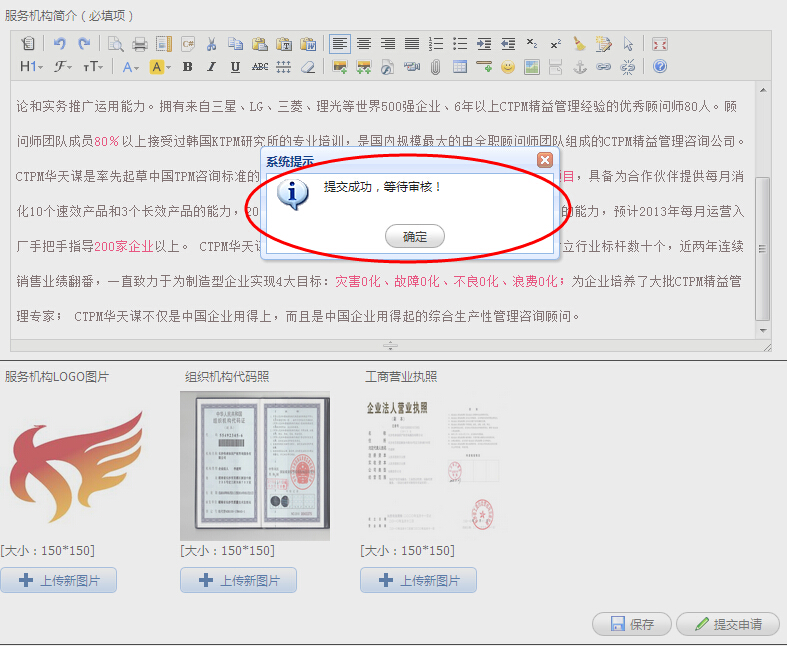 服务机构简介（必填项）
论和实务推广运用能力。拥有来自三星、LG、三菱、理光等世界500强企业、6年以上CTPM精益管理经验的优秀顾问师80人。顾
问师团队成员80%以上接受过韩国KTPM研究所的专业培训，是国内规模最大的由全职顾问师团队组成的CTPM精益管理咨询公司。
CTPM华天谋是率先起草中国TPM咨询标准的
目，具备为合作伙伴提供每月消
化10个速效产品和3个长效产品的能力，20
的能力，预计2013年每月运营入
厂手把手指导200家企业以上。 CTPM华天谋
立行业标杆数十个，近两年连续
销售业绩翻番，一直致力于为制造型企业实现4大目标：灾害0化、故障0化、不良0化、浪费0化；为企业培养了大批CTPM精益管
理专家； CTPM华天谋不仅是中国企业用得上，而且是中国企业用得起的综合生产性管理咨询顾问。
系统提示
提交成功，等待审核！
确定
服务机构LOGO图片
组织机构代码照
工商营业执照
企业法人营业执照
[大小：150*150]
[大小：150*150]
[大小：150*150]
上传新图片
上传新图片
上传新图片
保存
提交申请